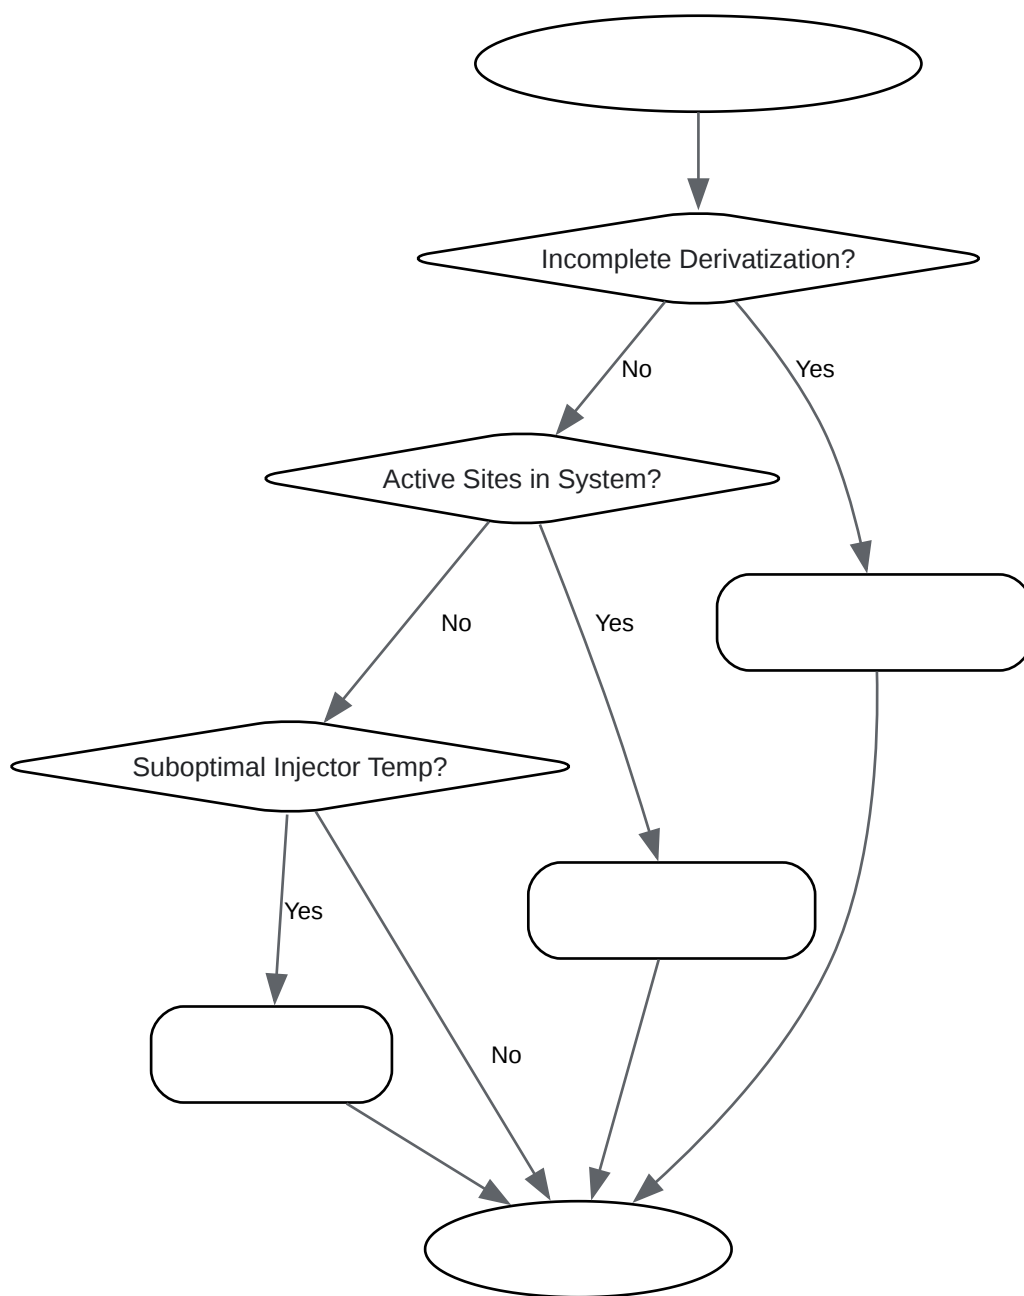 Incomplete Derivatization?
No
Yes
Active Sites in System?
No
Yes
Suboptimal Injector Temp?
Yes
No